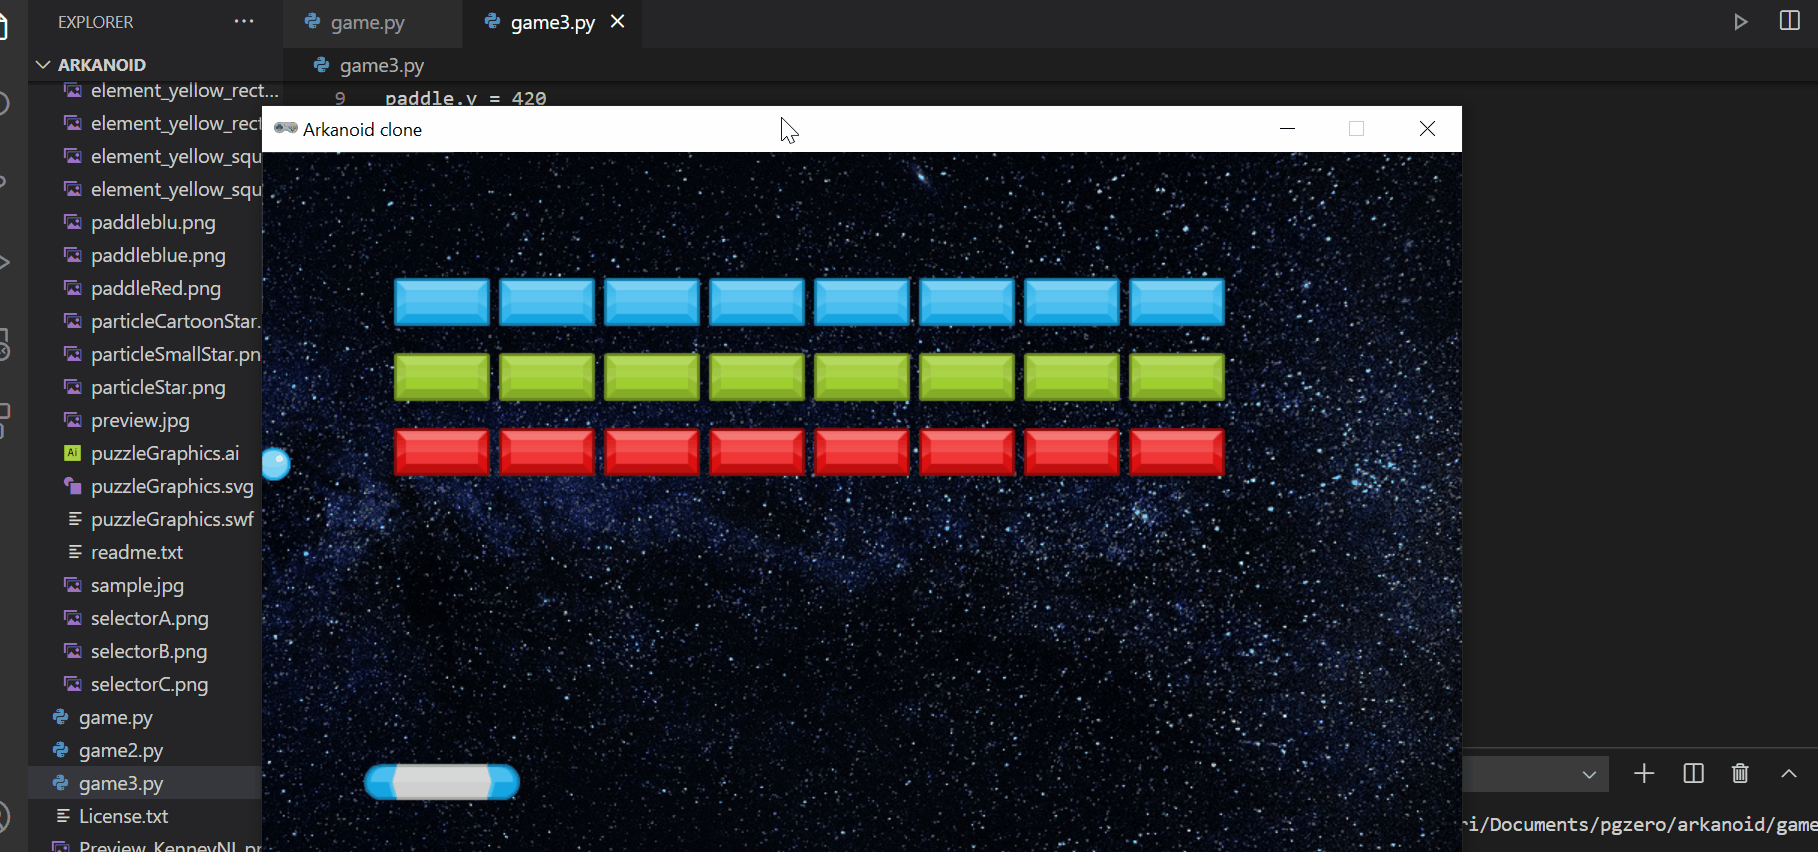 EXPLORER
game.py
game3.py
ARKANOID
game3.py
element_yellow_rect...
9 paddle.y = 420
element_yellow_rect
Arkanoid clone
element_yellow_squ
element_yellow_squ
paddleblu.png
paddleblue.png
paddleRed.png
particleCartoonStar.
particleSmallStar.pn
particleStar.png
preview.jpg
Ai puzzleGraphics.ai
puzzleGraphics.svg
puzzleGraphics.swf
readme.txt
sample.jpg
selectorA.png
selectorB.png
selectorC.png
game.py
game2.py
game3.py
License.txt
ri/Documents/pgzero/arkanoid/game